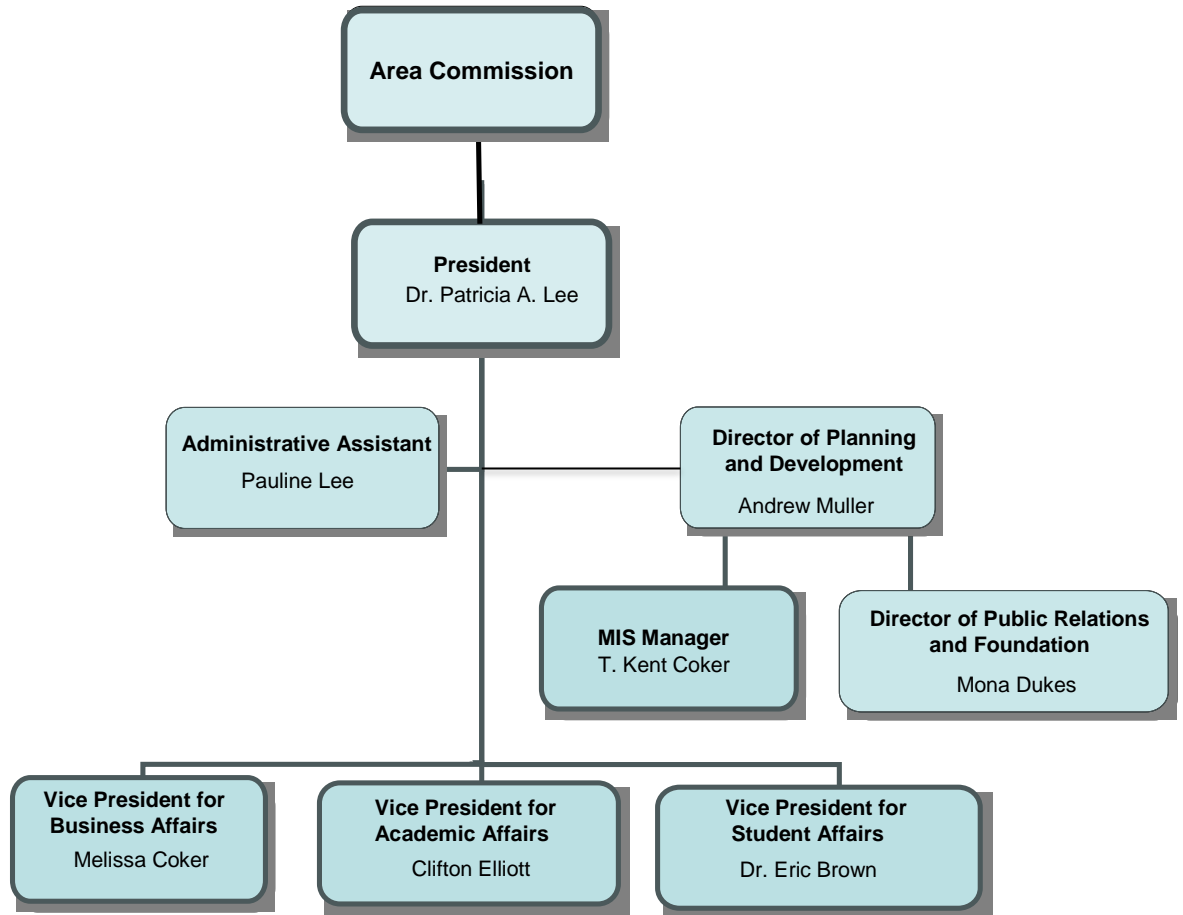 Area Commission
President
Dr. Patricia A. Lee
Administrative Assistant
Pauline Lee
Director of Planning
and Development
Andrew Muller
MIS Manager
T. Kent Coker
Director of Public Relations
and Foundation
Mona Dukes
Vice President for
Business Affairs
Melissa Coker
Vice President for
Academic Affairs
Clifton Elliott
Vice President for
Student Affairs
Dr. Eric Brown